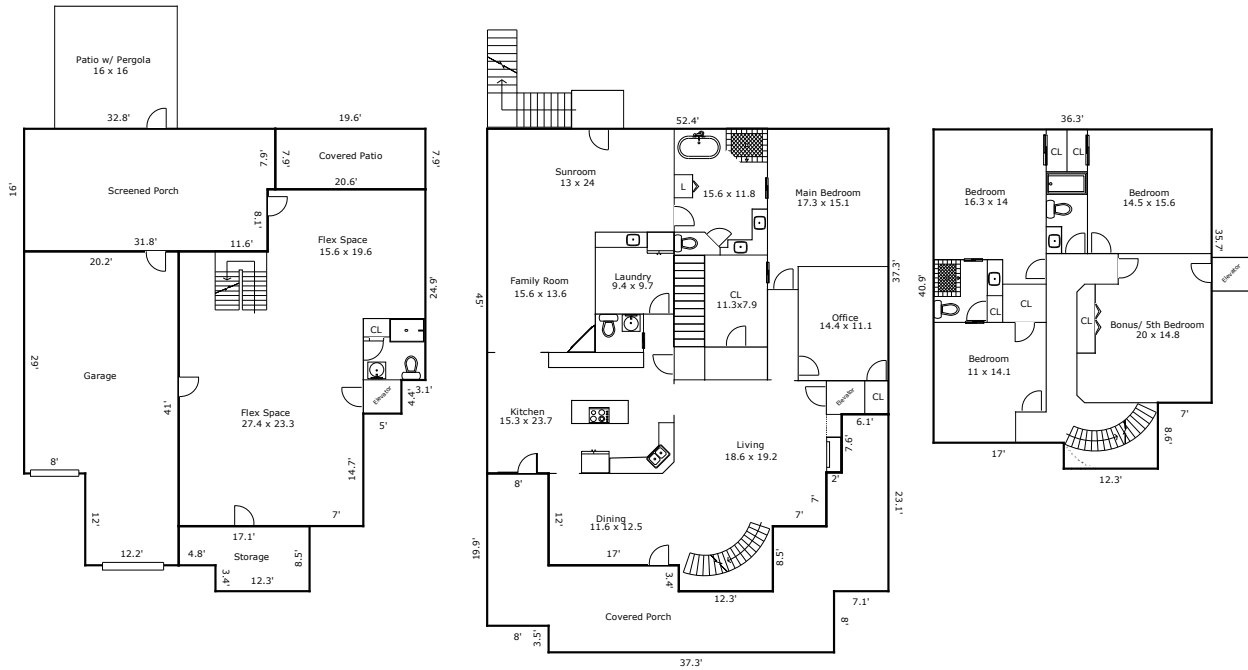 Patio w/ Pergola
16 x 16
32.8'
19.6'
7.9'
7.9'
Covered Patio
7.9'
16'
Screened Porch
20.6'
8.1'
31.8'
11.6'
Flex Space
15.6 x 19.6
20.2'
24.9'
29'
Garage
CL
41'
Elevator
4.4'
3.1'
Flex Space
27.4 x 23.3
5'
8'
14.7'
12'
7'
17.1'
12.2'
4.8'
Storage
8.5'
3.4'
12.3'
52.4'
Sunroom
13 x 24
L
15.6 x 11.8
Main Bedroom
17.3 x 15.1
37.3'
45'
Family Room
15.6 x 13.6
Laundry
9.4 x 9.7
CL
11.3x7.9
Office
14.4 x 11.1
Elevator
CL
Kitchen
15.3 x 23.7
6.1'
Living
18.6 x 19.2
7.6'
2'
8'
23.1'
12'
Dining
11.6 x 12.5
7'
7'
19.9'
17'
8.5'
3.4'
12.3'
7.1'
Covered Porch
8'
8'
3.5'
37.3'
36.3'
CL
CL
Bedroom
16.3 x 14
Bedroom
14.5 x 15.6
35.7'
40.6'
Elevator
CL
CL
CL
Bonus/ 5th Bedroom
20 x 14.8
Bedroom
11 x 14.1
7'
8.6'
17'
12.3'